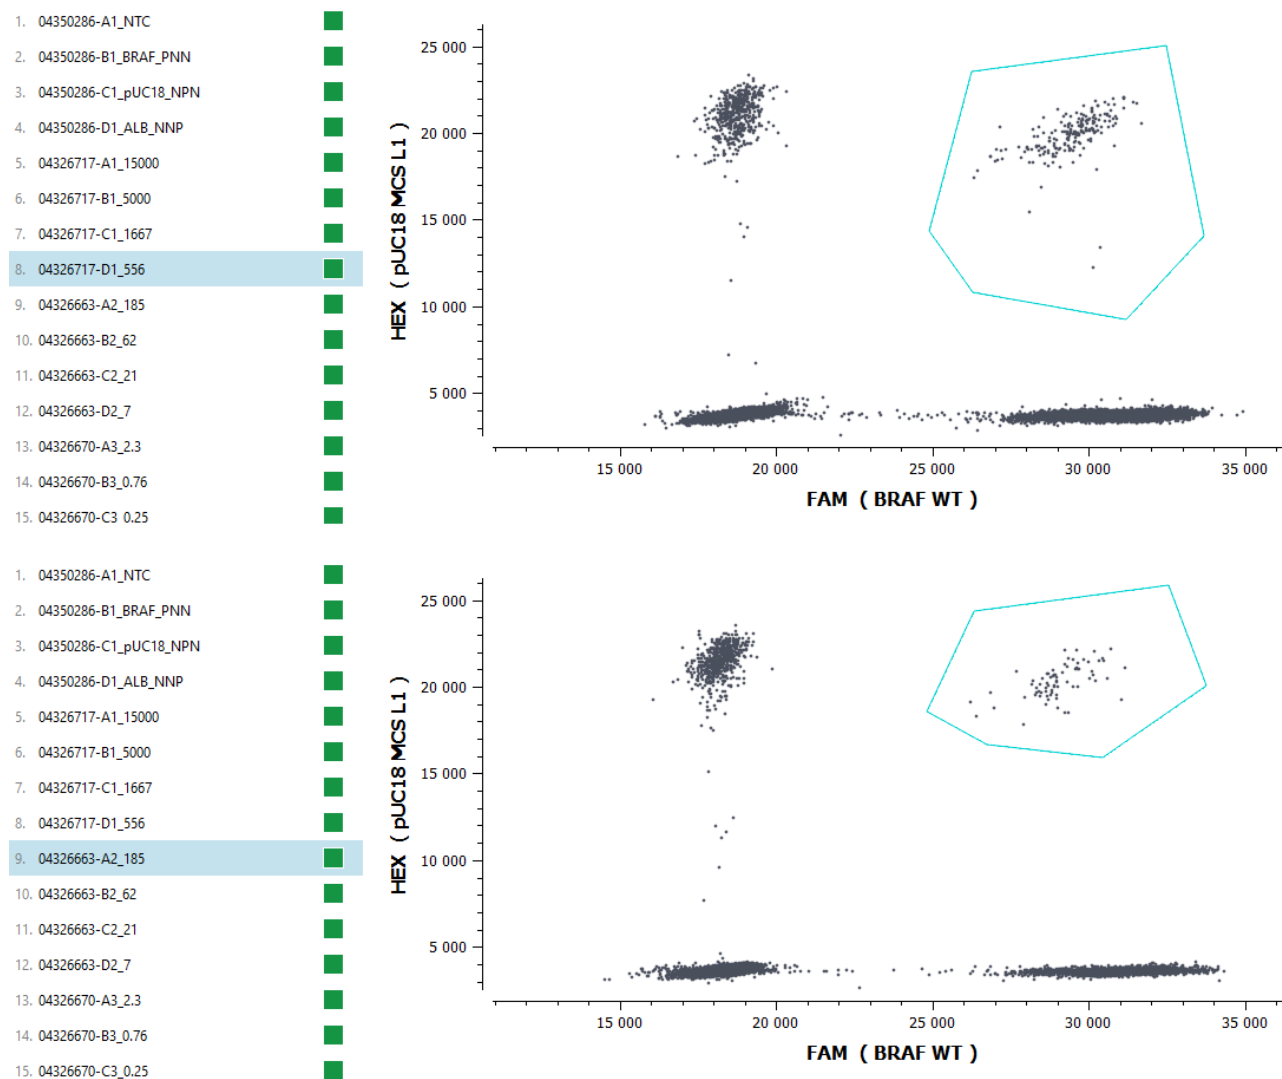 1. 04350286-A1_NTC
2. 04350286-B1_BRAF_PNN
3. 04350286-C1_pUC18_NPN
4. 04350286-D1_ALB_NNP
5. 04326717-A1_15000
6. 04326717-B1_5000
7. 04326717-C1_1667
8. 04326717-D1_556
9. 04326663-A2_185
10. 04326663-B2_62
11. 04326663-C2_21
12. 04326663-D2_7
13. 04326670-A3_2.3
14. 04326670-B3_0.76
15. 04326670-C3 0.25
HEX ( pUC18 MCS L1 )
25 000
20 000
15 000
10 000
5 000
15 000 20 000 25 000 30 000 35 000
FAM ( BRAF WT )
1. 04350286-A1_NTC
2. 04350286-B1_BRAF_PNN
3. 04350286-C1_pUC18_NPN
4. 04350286-D1_ALB_NNP
5. 04326717-A1_15000
6. 04326717-B1_5000
7. 04326717-C1_1667
8. 04326717-D1_556
9. 04326663-A2_185
10. 04326663-B2_62
11. 04326663-C2_21
12. 04326663-D2_7
13. 04326670-A3_2.3
14. 04326670-B3_0.76
15. 04326670-C3_0.25
HEX ( pUC18 MCS L1 )
25 000
20 000
15 000
10 000
5 000
15 000 20 000 25 000 30 000 35 000
FAM ( BRAF WT )